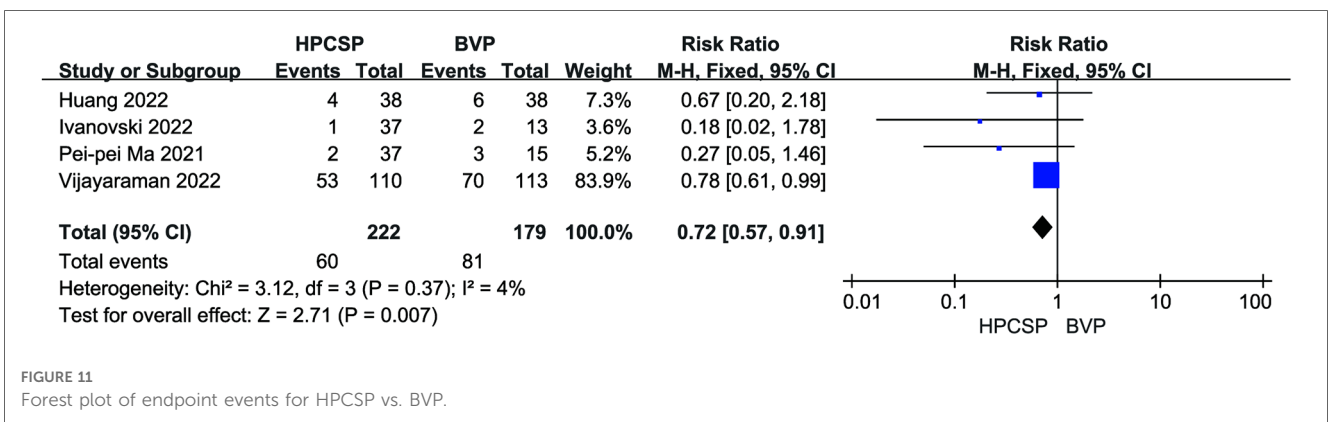 HPCSP BVP Risk Ratio Risk Ratio
Study or Subgroup Events Total Events Total Weight M-H, Fixed, 95% CI M-H, Fixed, 95% CI
Huang 2022 4 38 6 38 7.3% 0.67 [0.20, 2.18]
Ivanovski 2022 1 37 2 13 3.6% 0.18 [0.02, 1.78]
Pei-pei Ma 2021 2 37 3 15 5.2% 0.27 [0.05, 1.46]
Vijayaraman 2022 53 110 70 113 83.9% 0.78 [0.61, 0.99]
Total (95% CI) 222 179 100.0% 0.72 [0.57, 0.91]
Total events 60 81
Heterogeneity: Chi² = 3.12, df = 3 (P = 0.37); I² = 4%
Test for overall effect: Z = 2.71 (P = 0.007)
0.01 0.1 1 10 100
HPCSP BVP
FIGURE 11
Forest plot of endpoint events for HPCSP vs. BVP.